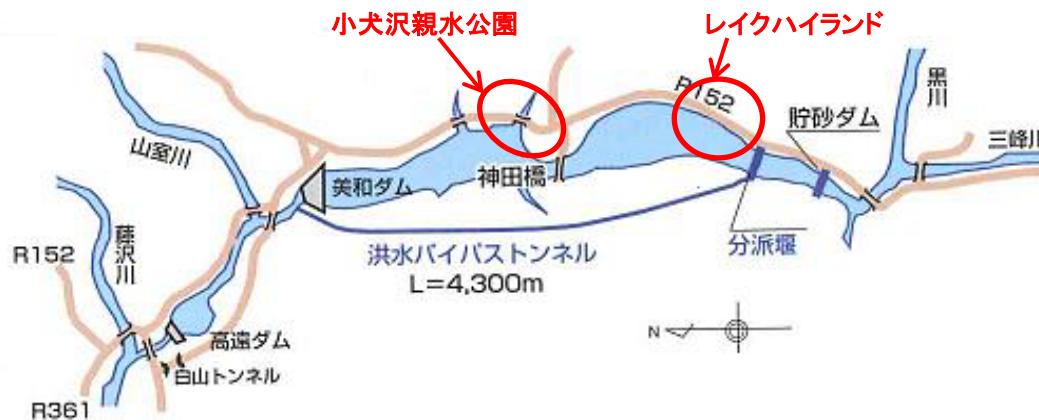 小犬沢親水公園
レイクハイランド
R152
黒川
貯砂ダム
三峰川
山室川
美和ダム
神田橋
藤沢川
R152
洪水バイパストンネル
L=4,300m
分派堰
N
高遠ダム
白山トンネル
R361